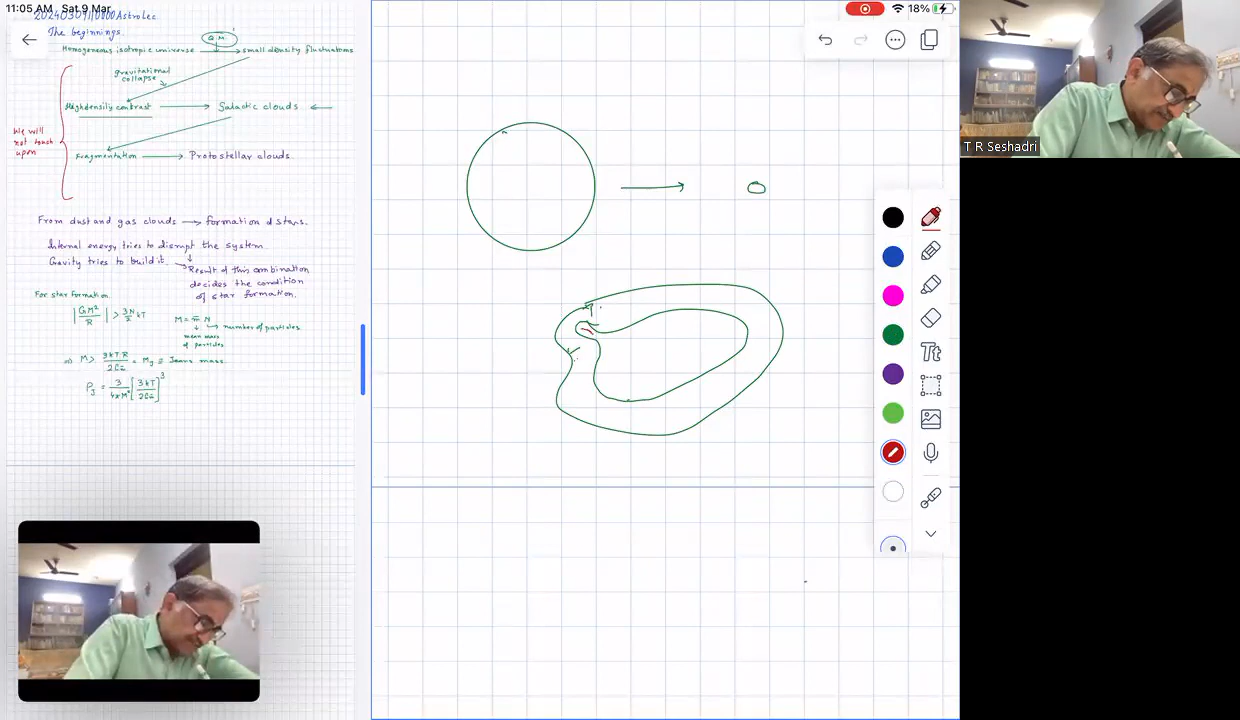 11:05 AM Sat 9 Mar
18%
202403091100AstroLec
The beginnings.
Q.M.
Homogeneous isotropic universe → small density fluctuations
gravitational
collapse
High density contrast → Galactic clouds ←
We will
not touch
upon
Fragmentation → Protostellar clouds.
From dust and gas clouds → formation of stars.
Internal energy tries to disrupt the system.
Gravity tries to build it. → Result of this combination
decides the condition
of star formation.
For star formation.
|GM²/R| > 3N/2 kT
M = m̄ N → number of particles
mean mass
of particles
⇒ M > 3kTR/2Gm̄ = M_J ≡ Jeans mass
ρ_J = 3/4πM² [3kT/2Gm̄]³
Tt
T R Seshadri